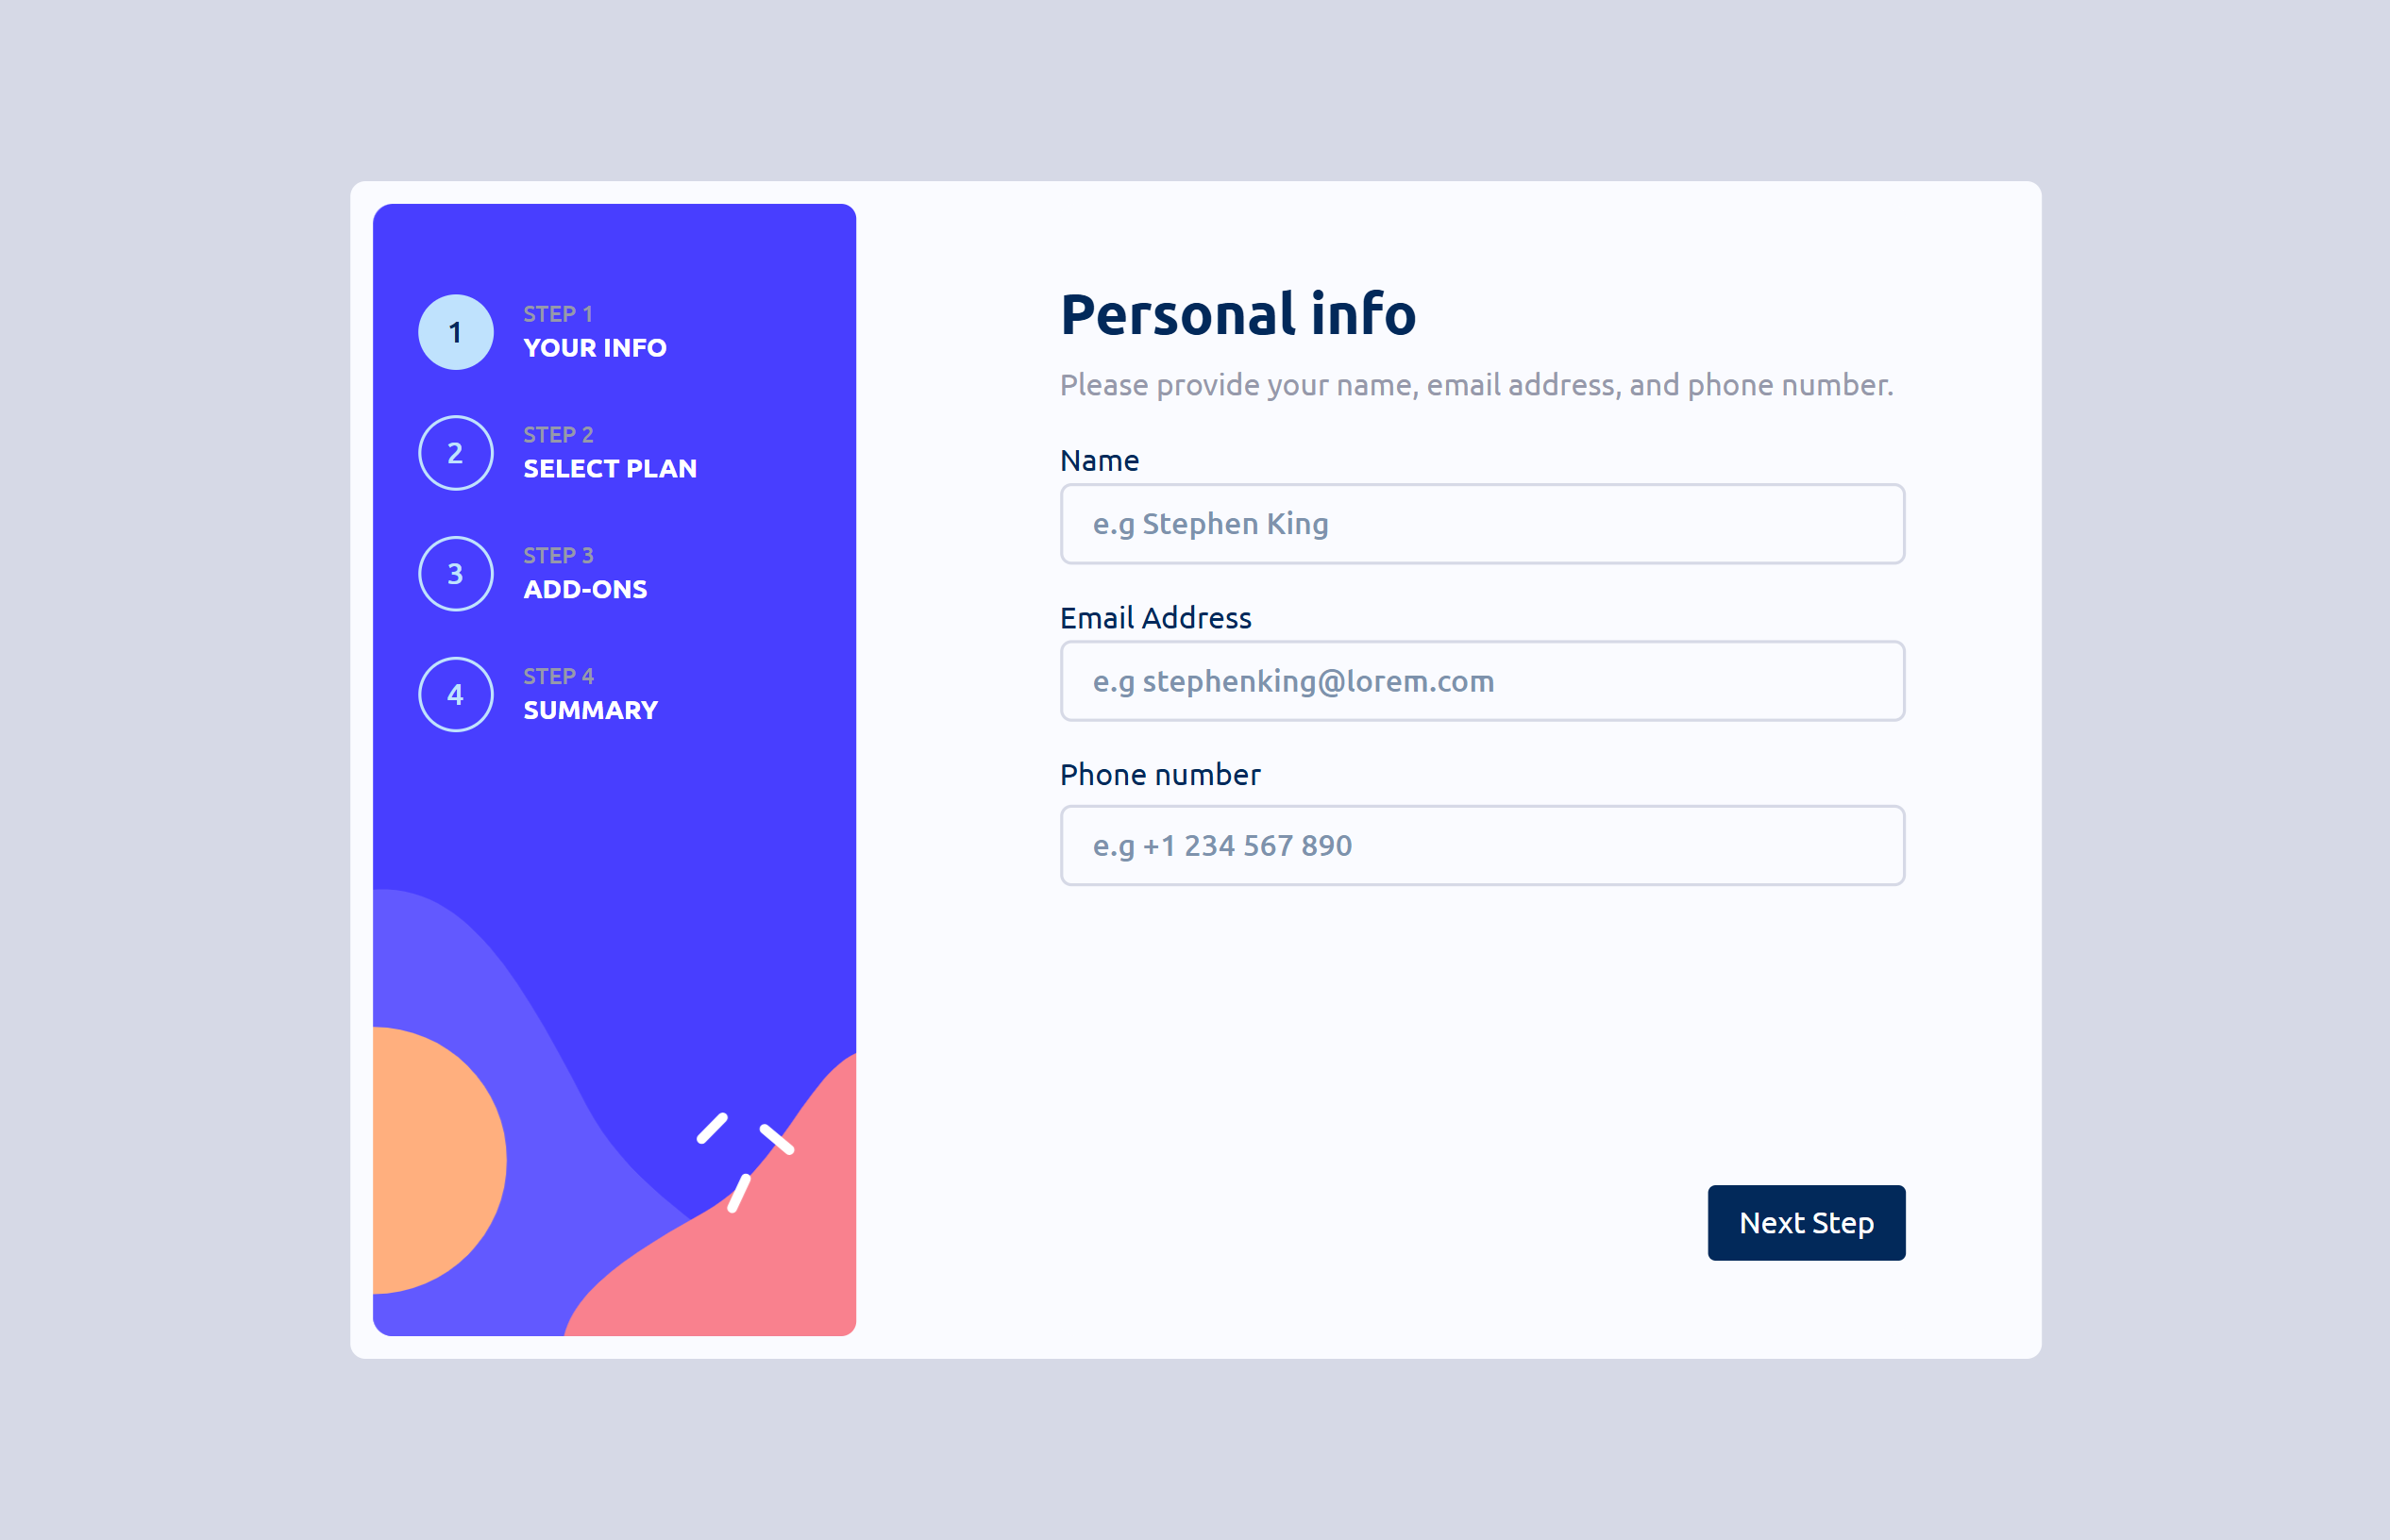 1
STEP 1
YOUR INFO
2
STEP 2
SELECT PLAN
3
STEP 3
ADD-ONS
4
STEP 4
SUMMARY
Personal info
Please provide your name, email address, and phone number.
Name
e.g Stephen King
Email Address
e.g stephenking@lorem.com
Phone number
e.g +1 234 567 890
Next Step